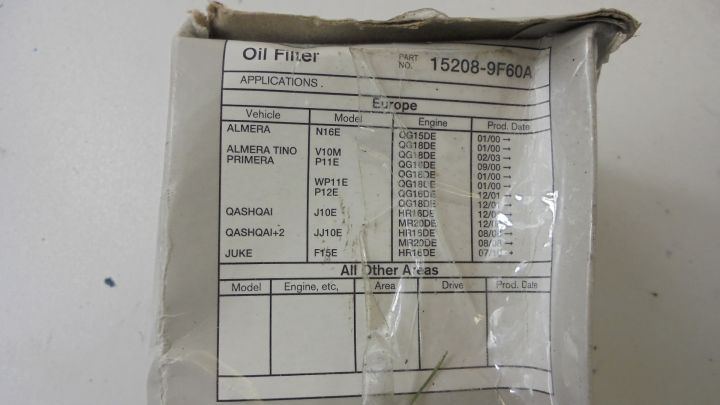 Oil Filter PART NO. 15208-9F60A
APPLICATIONS.
Europe
Vehicle Model Engine Prod. Date
ALMERA N16E QG15DE 01/00 →
QG18DE 01/00 →
ALMERA TINO V10M QG18DE 02/03 →
PRIMERA P11E 09/00 →
QG18DE 01/00 →
WP11E QG18DE 01/00 →
P12E QG16DE
QG18DE
QASHQAI J10E HR16DE
MR20DE
QASHQAI+2 JJ10E HR16DE
MR20DE
JUKE F15E HR16DE
All Other Areas
Model Engine, etc, Area Drive Prod. Date